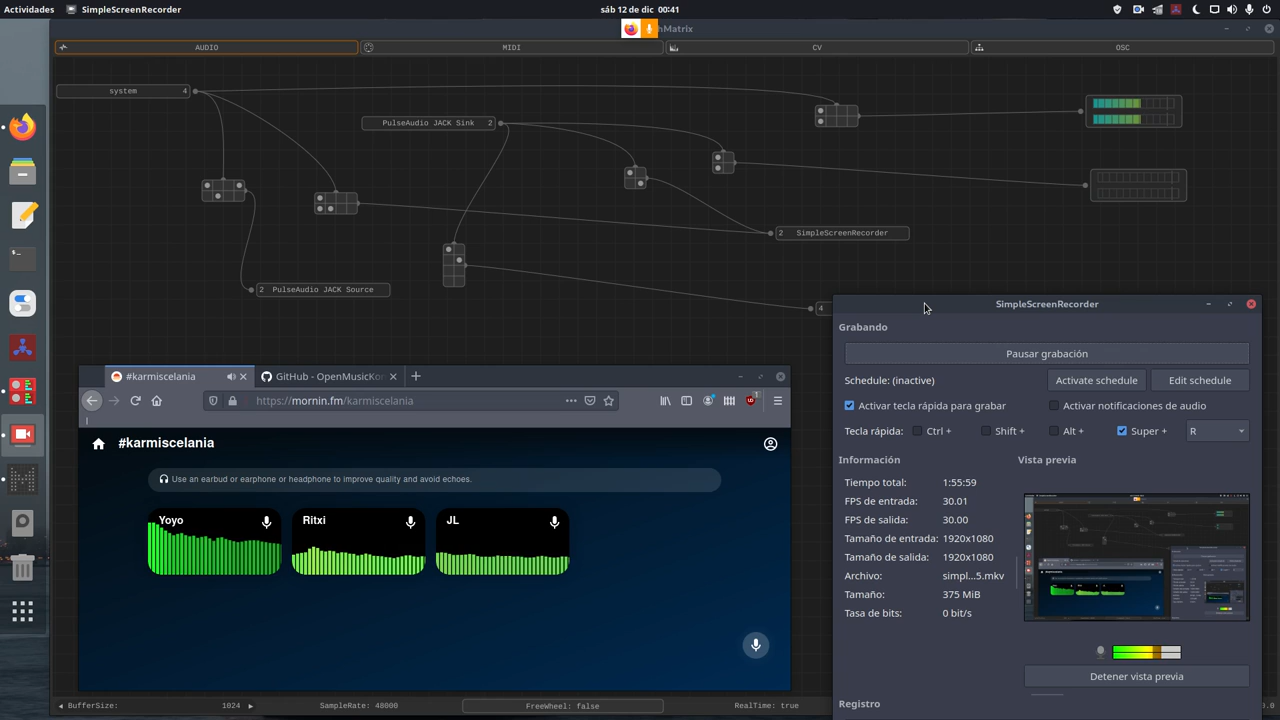 Actividades SimpleScreenRecorder sáb 12 de dic 00:41
hMatrix
AUDIO MIDI CV OSC
system 4
PulseAudio JACK Sink 2
2 SimpleScreenRecorder
2 PulseAudio JACK Source
4
SimpleScreenRecorder
Grabando
Pausar grabación
Schedule: (inactive) Activate schedule Edit schedule
Activar tecla rápida para grabar Activar notificaciones de audio
Tecla rápida: Ctrl + Shift + Alt + Super + R
Información Vista previa
Tiempo total: 1:55:59
FPS de entrada: 30.01
FPS de salida: 30.00
Tamaño de entrada: 1920x1080
Tamaño de salida: 1920x1080
Archivo: simpl...5.mkv
Tamaño: 375 MiB
Tasa de bits: 0 bit/s
Detener vista previa
Registro
#karmiscelania GitHub - OpenMusicKo
https://mornin.fm/karmiscelania
#karmiscelania
Use an earbud or earphone or headphone to improve quality and avoid echoes.
Yoyo Ritxi JL
BufferSize: 1024 SampleRate: 48000 FreeWheel: false RealTime: true